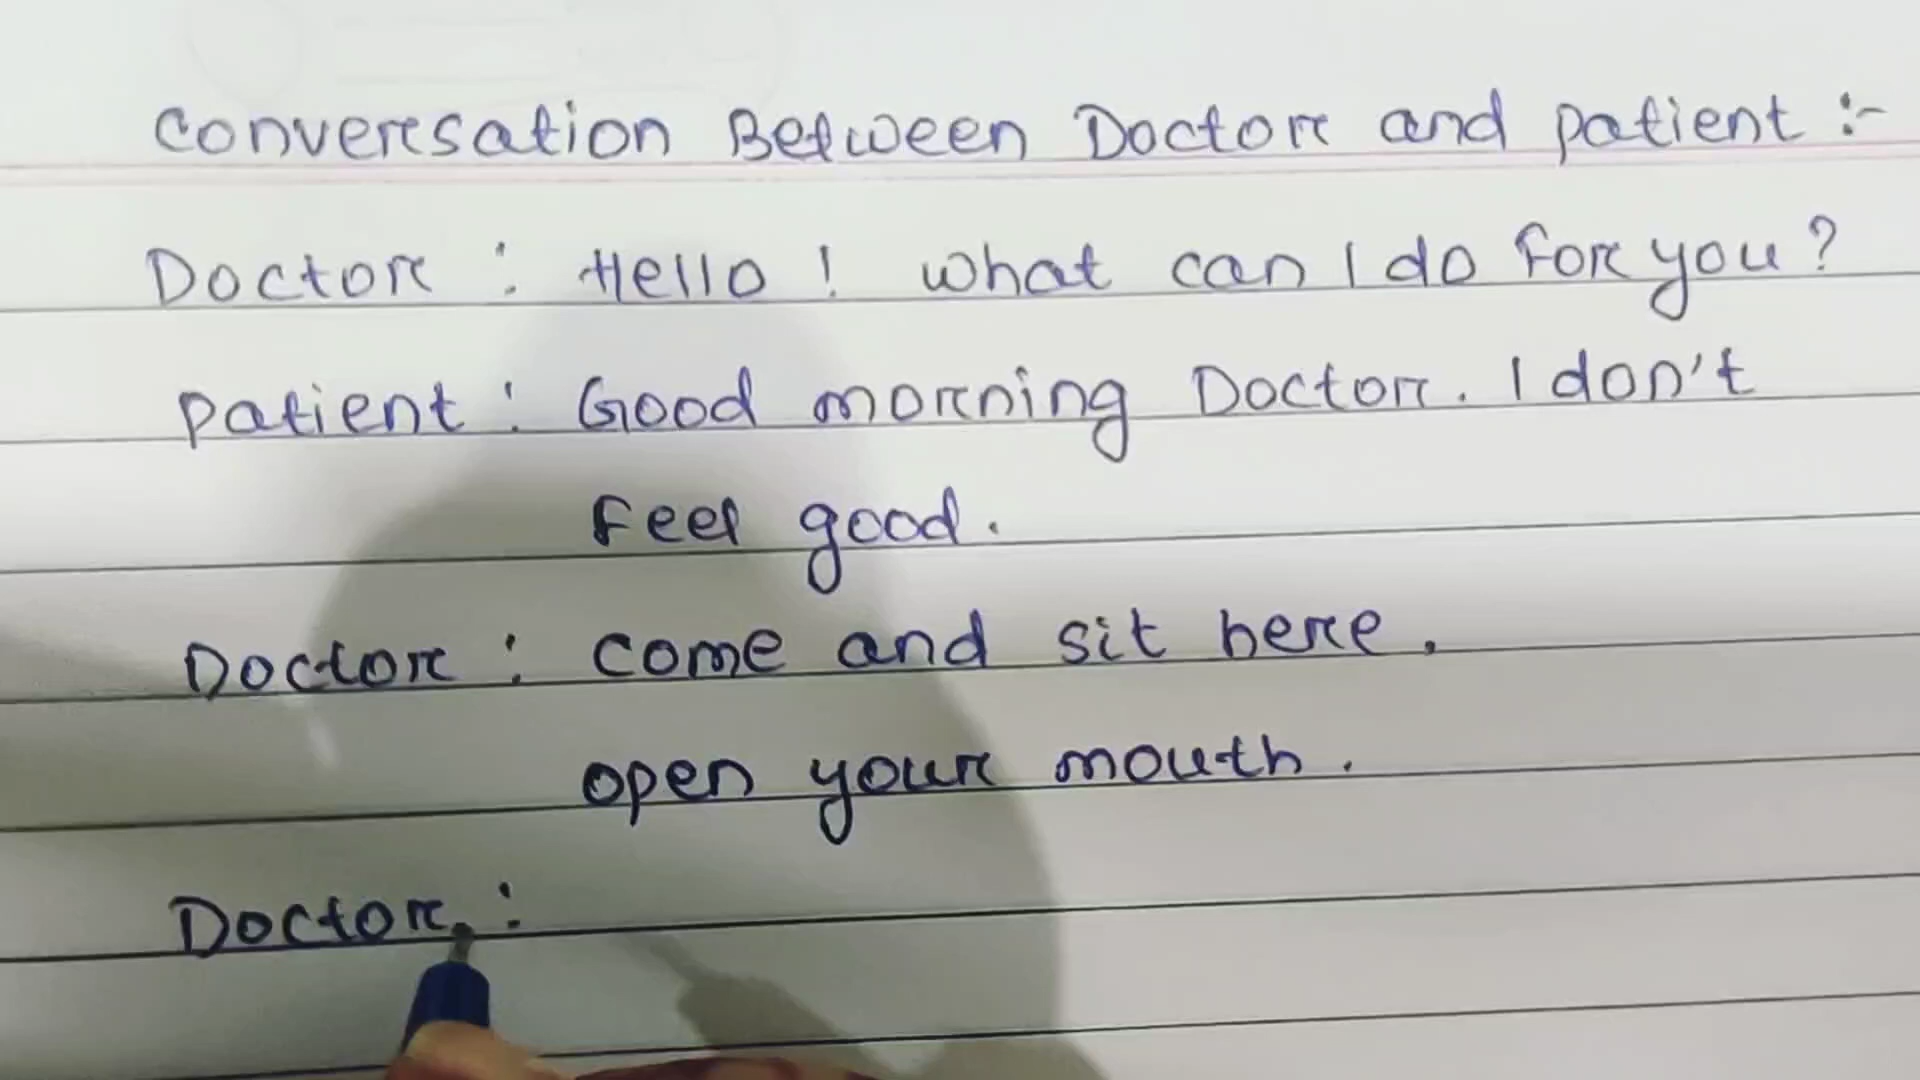 Conversation Between Doctor and patient :-
Doctor : Hello ! What can I do for you ?
patient : Good morning Doctor. I don't
Feel good.
Doctor : Come and sit here.
open your mouth.
Doctor :